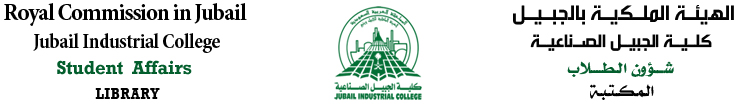 Royal Commission in Jubail
Jubail Industrial College
Student Affairs
LIBRARY
كلية الجبيل الصناعية
JUBAIL INDUSTRIAL COLLEGE
الهيئة الملكية بالجبيل
كلية الجبيل الصناعية
شؤون الطلاب
المكتبة